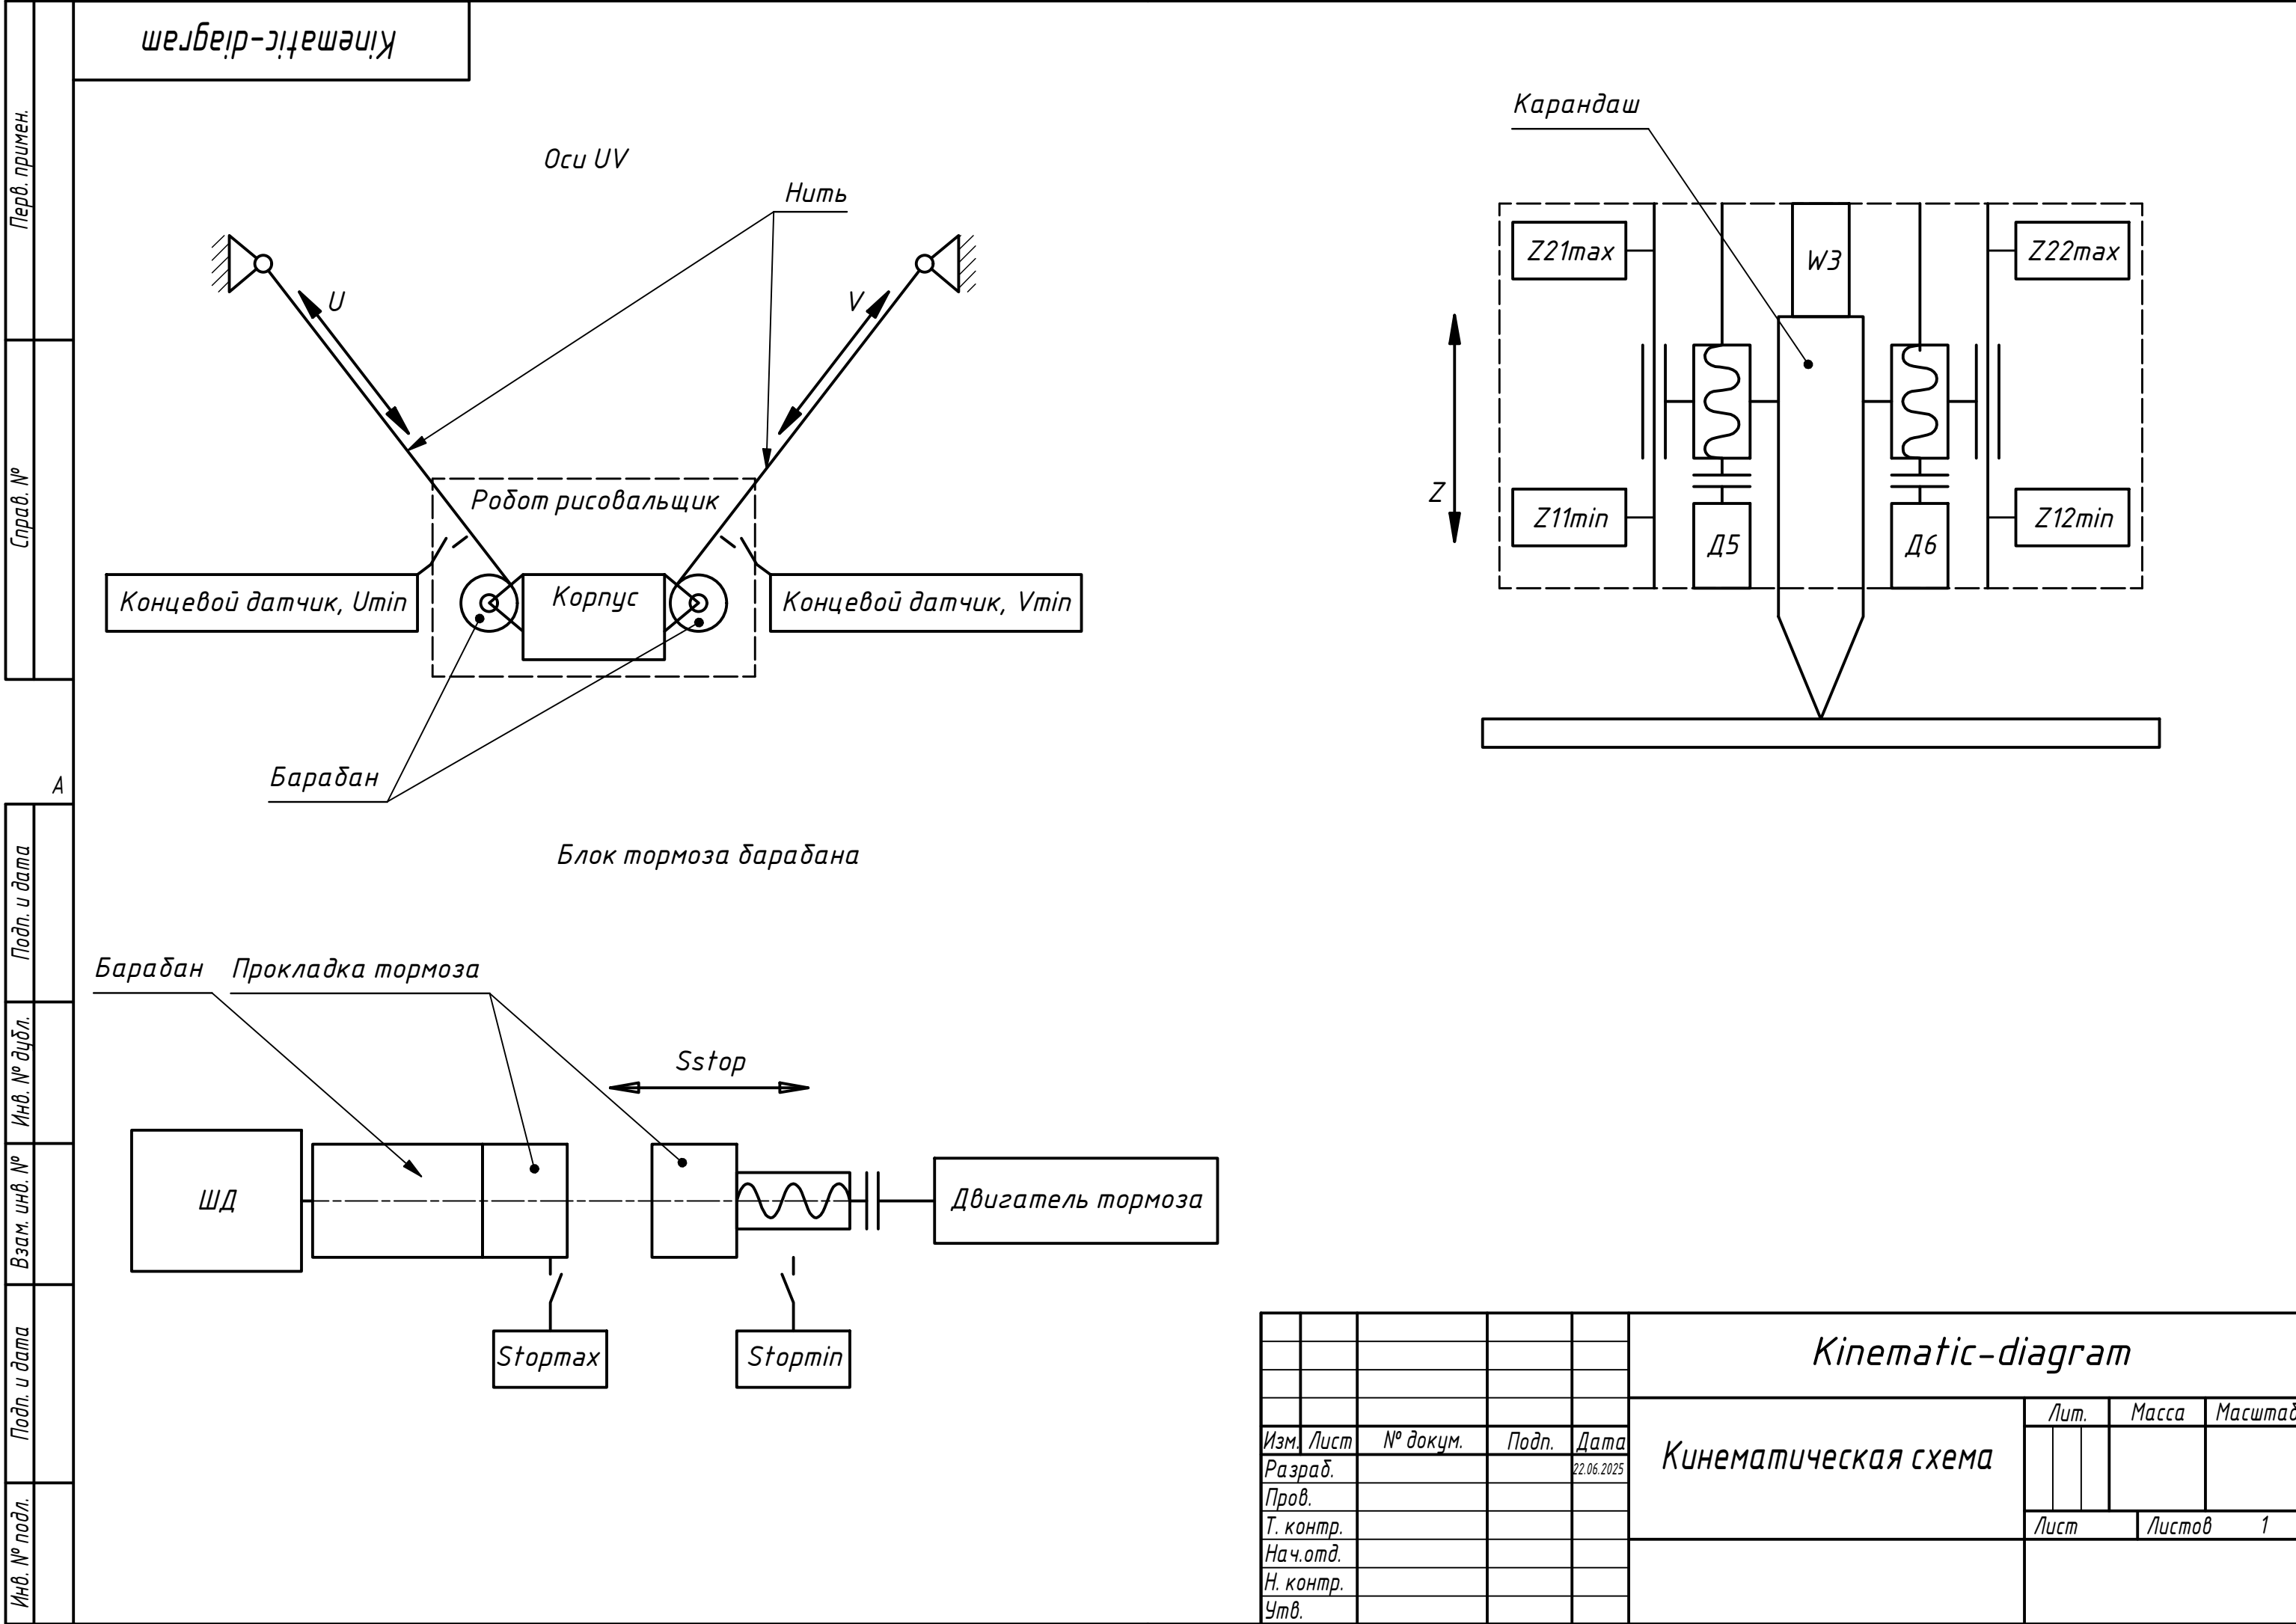 Kinematic-diagram
Перв. примен.
Справ. №
А
Подп. и дата
Инв. № дубл.
Взам. инв. №
Подп. и дата
Инв. № подл.
Оси UV
Нить
U
V
Робот рисовальщик
Концевой датчик, Umin
Корпус
Концевой датчик, Vmin
Барабан
Карандаш
Z21max
W3
Z22max
Z
Z11min
Д5
Д6
Z12min
Блок тормоза барабана
Барабан
Прокладка тормоза
Sstop
ШД
Двигатель тормоза
Stopmax
Stopmin
Kinematic-diagram
Изм. Лист № докум. Подп. Дата
Разраб. 22.06.2025
Пров.
Т. контр.
Нач.отд.
Н. контр.
Утв.
Кинематическая схема
Лит. Масса Масштаб
Лист Листов 1